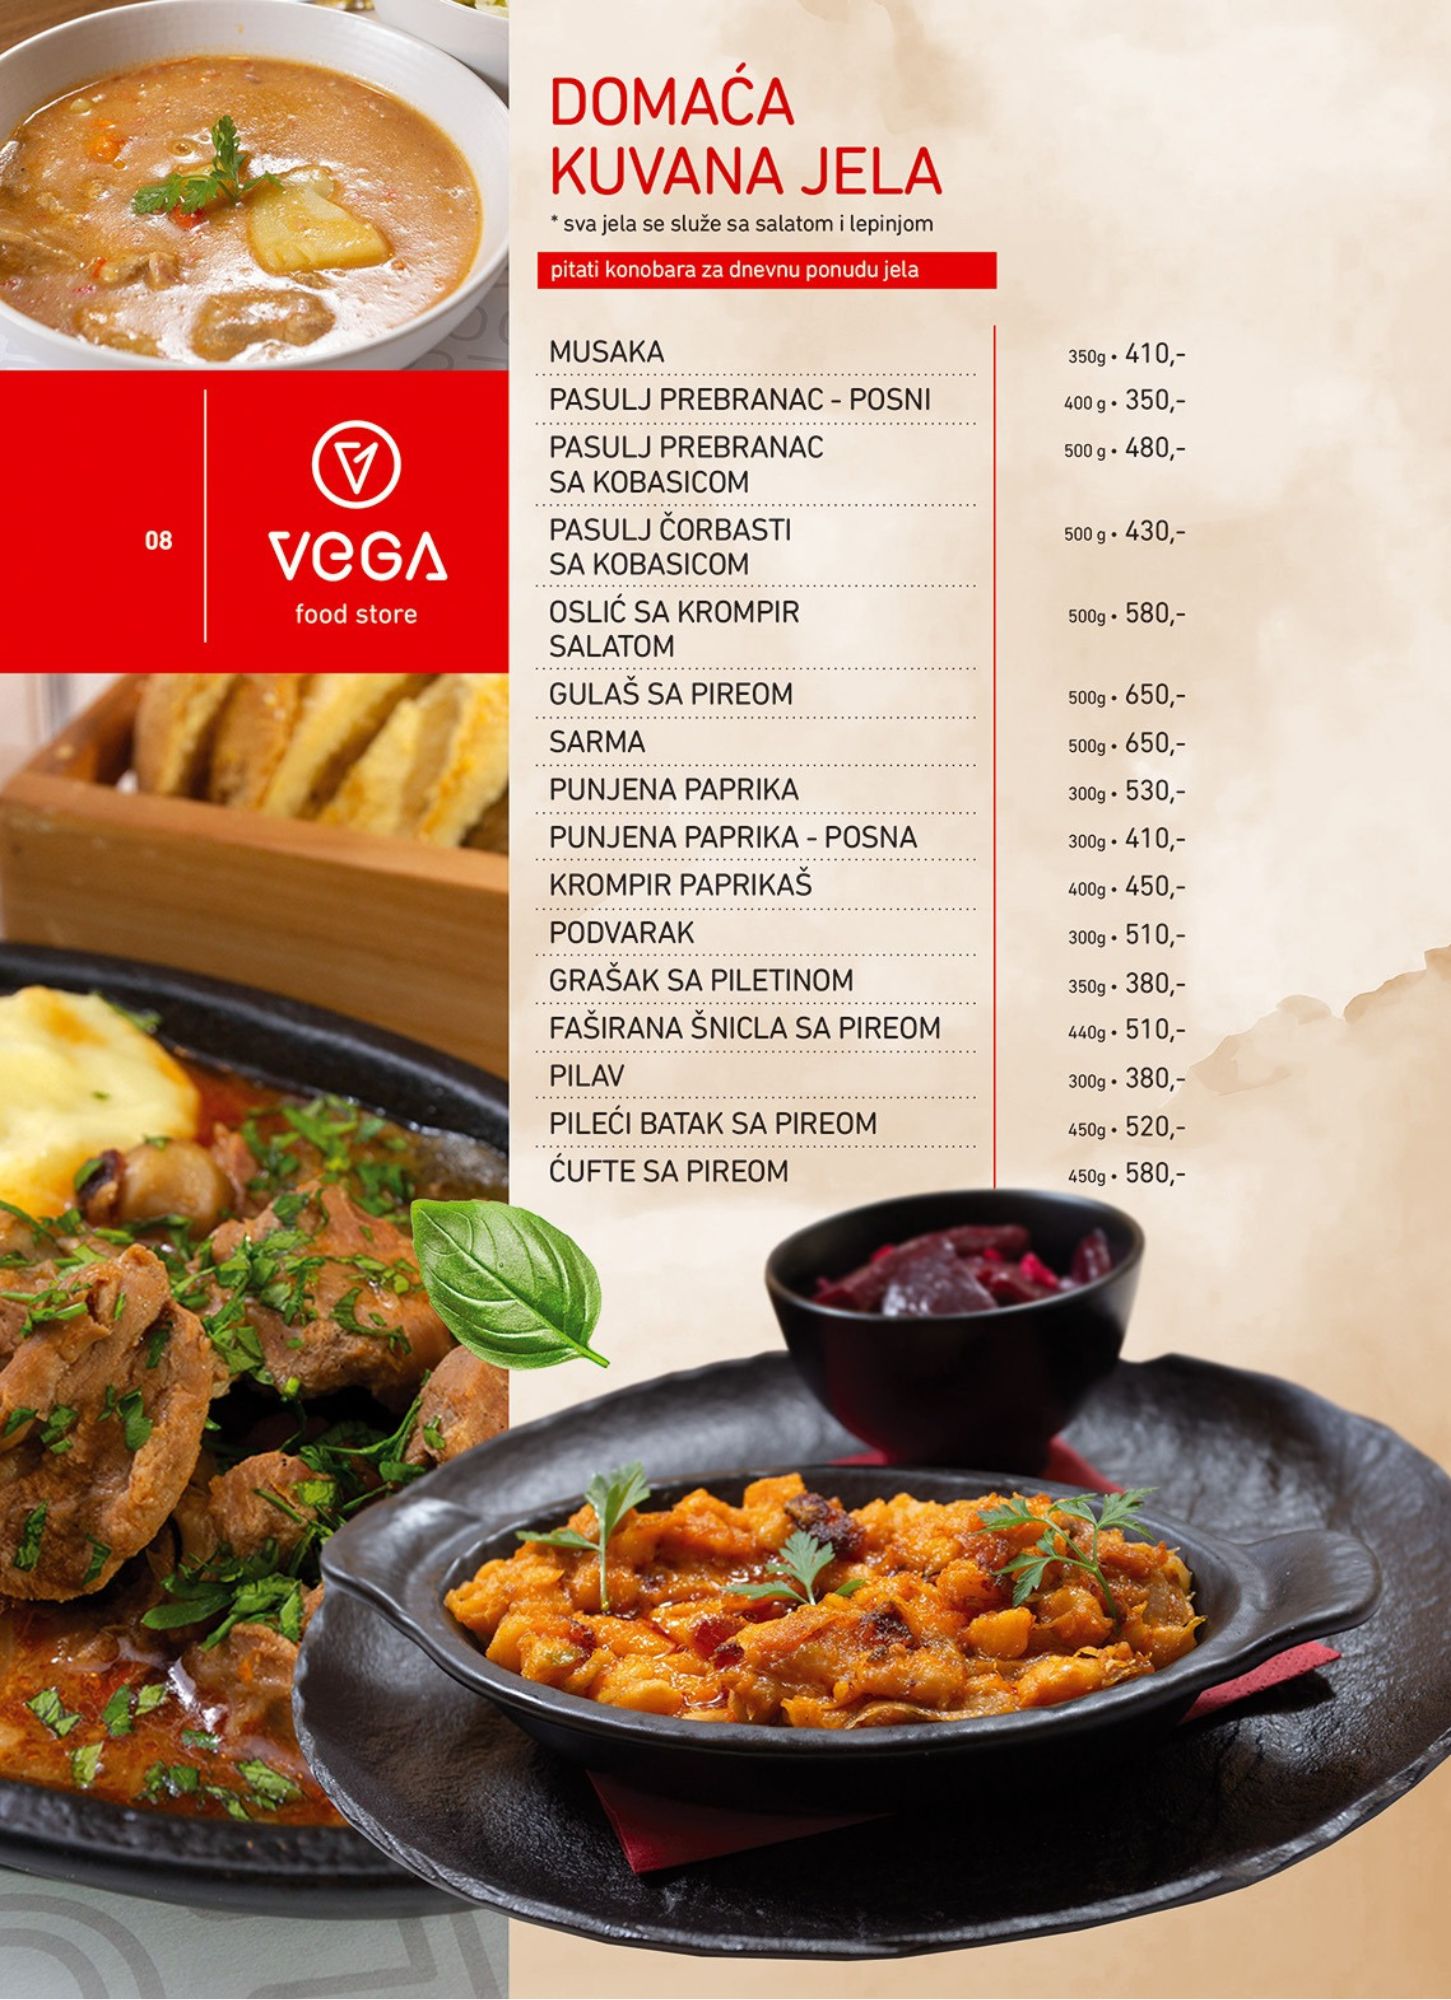 DOMAĆA
KUVANA JELA
* sva jela se služe sa salatom i lepinjom
pitati konobara za dnevnu ponudu jela
MUSAKA 350g • 410,-
PASULJ PREBRANAC - POSNI 400 g • 350,-
PASULJ PREBRANAC 500 g • 480,-
SA KOBASICOM
PASULJ ČORBASTI 500 g • 430,-
SA KOBASICOM
OSLIĆ SA KROMPIR 500g • 580,-
SALATOM
GULAŠ SA PIREOM 500g • 650,-
SARMA 500g • 650,-
PUNJENA PAPRIKA 300g • 530,-
PUNJENA PAPRIKA - POSNA 300g • 410,-
KROMPIR PAPRIKAŠ 400g • 450,-
PODVARAK 300g • 510,-
GRAŠAK SA PILETINOM 350g • 380,-
FAŠIRANA ŠNICLA SA PIREOM 440g • 510,-
PILAV 300g • 380,-
PILEĆI BATAK SA PIREOM 450g • 520,-
ĆUFTE SA PIREOM 450g • 580,-
08
VEGA
food store